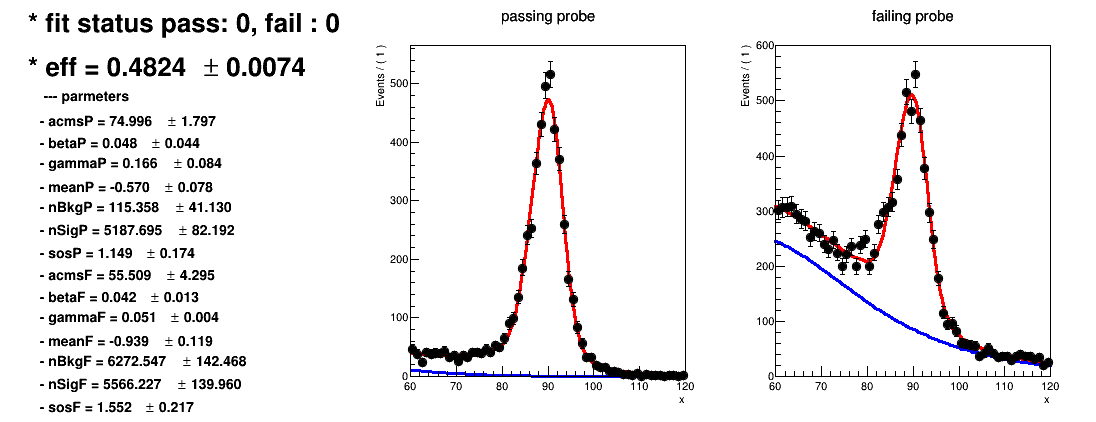 * fit status pass: 0, fail : 0
* eff = 0.4824 ± 0.0074
--- parmeters
- acmsP = 74.996 ± 1.797
- betaP = 0.048 ± 0.044
- gammaP = 0.166 ± 0.084
- meanP = -0.570 ± 0.078
- nBkgP = 115.358 ± 41.130
- nSigP = 5187.695 ± 82.192
- sosP = 1.149 ± 0.174
- acmsF = 55.509 ± 4.295
- betaF = 0.042 ± 0.013
- gammaF = 0.051 ± 0.004
- meanF = -0.939 ± 0.119
- nBkgF = 6272.547 ± 142.468
- nSigF = 5566.227 ± 139.960
- sosF = 1.552 ± 0.217
passing probe
Events / ( 1 )
500
400
300
200
100
0
60 70 80 90 100 110 120
x
failing probe
Events / ( 1 )
600
500
400
300
200
100
0
60 70 80 90 100 110 120
x